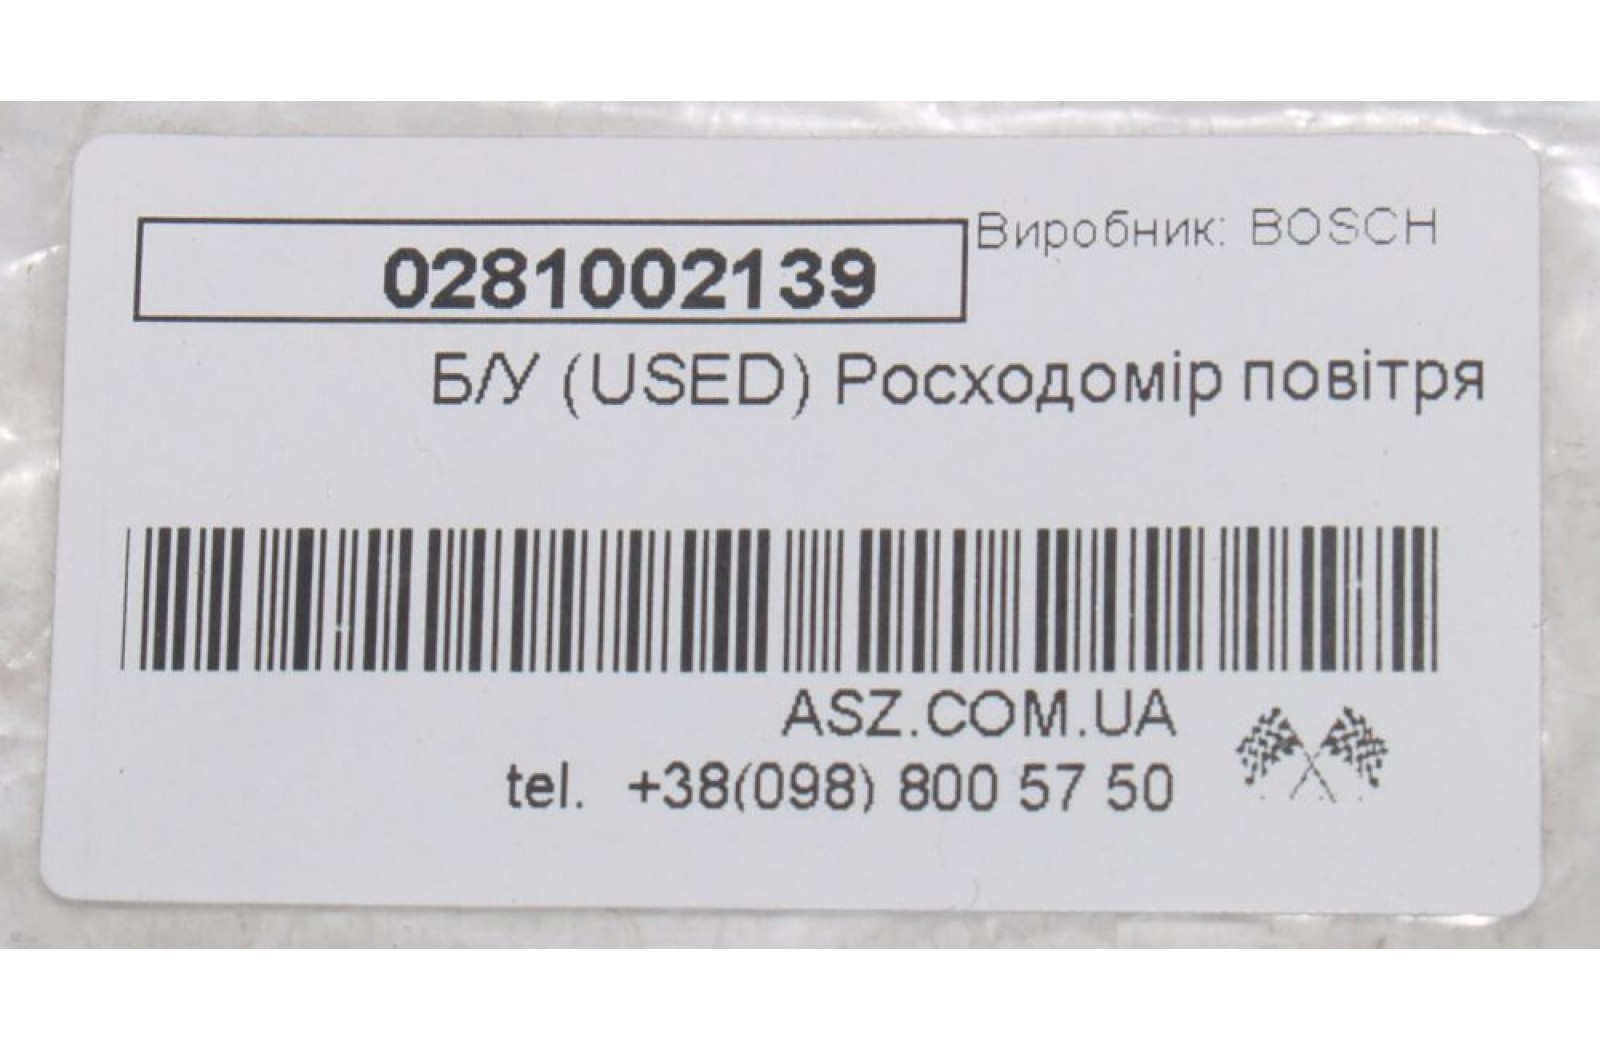 0281002139
Виробник: BOSCH
Б/У (USED) Росходомір повітря
ASZ.COM.UA
tel. +38(098) 800 57 50